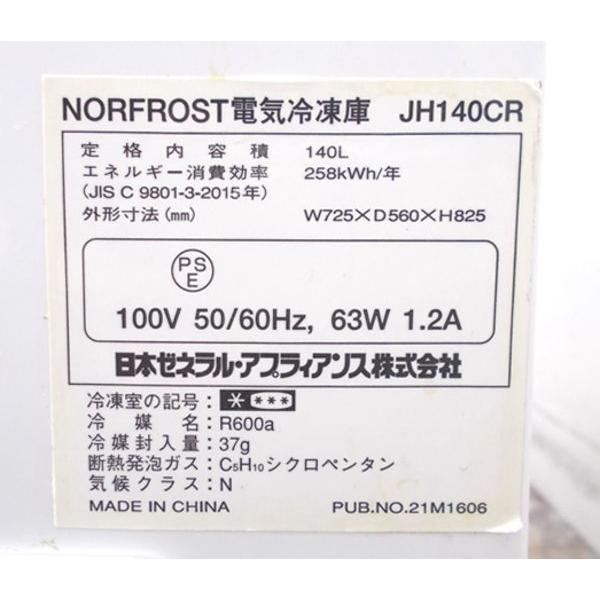 NORFROST電気冷凍庫 JH140CR
定格内容積 140L
エネルギー消費効率 258kWh/年
(JIS C 9801-3-2015年)
外形寸法(mm) W725×D560×H825
PSE
100V 50/60Hz, 63W 1.2A
日本ゼネラル・アプライアンス株式会社
冷凍室の記号: ****
冷媒名: R600a
冷媒封入量: 37g
断熱発泡ガス: C5H10シクロペンタン
気候クラス: N
MADE IN CHINA PUB.NO.21M1606